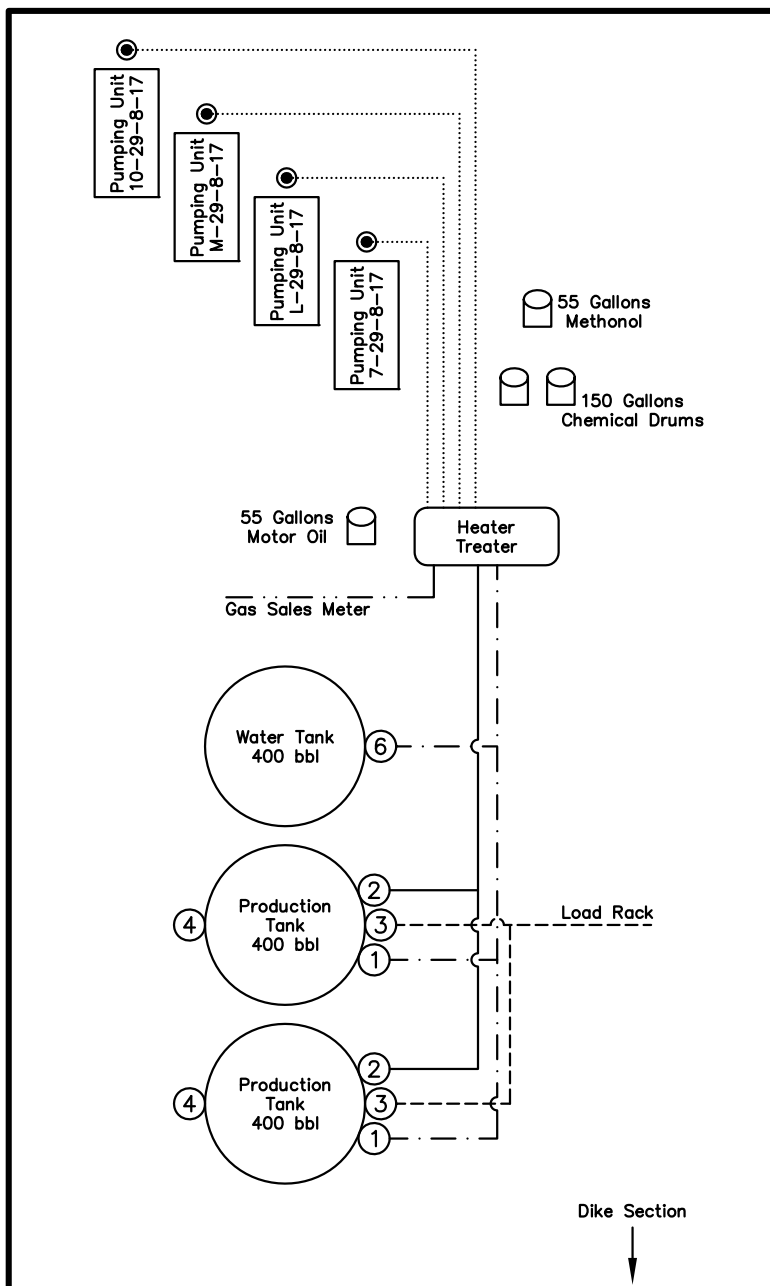 Pumping Unit
10-29-8-17
Pumping Unit
M-29-8-17
Pumping Unit
L-29-8-17
Pumping Unit
7-29-8-17
55 Gallons
Methonol
150 Gallons
Chemical Drums
55 Gallons
Motor Oil
Heater
Treater
Gas Sales Meter
Water Tank
400 bbl
6
Production
Tank
400 bbl
2
4
3
1
Load Rack
Production
Tank
400 bbl
2
4
3
1
Dike Section